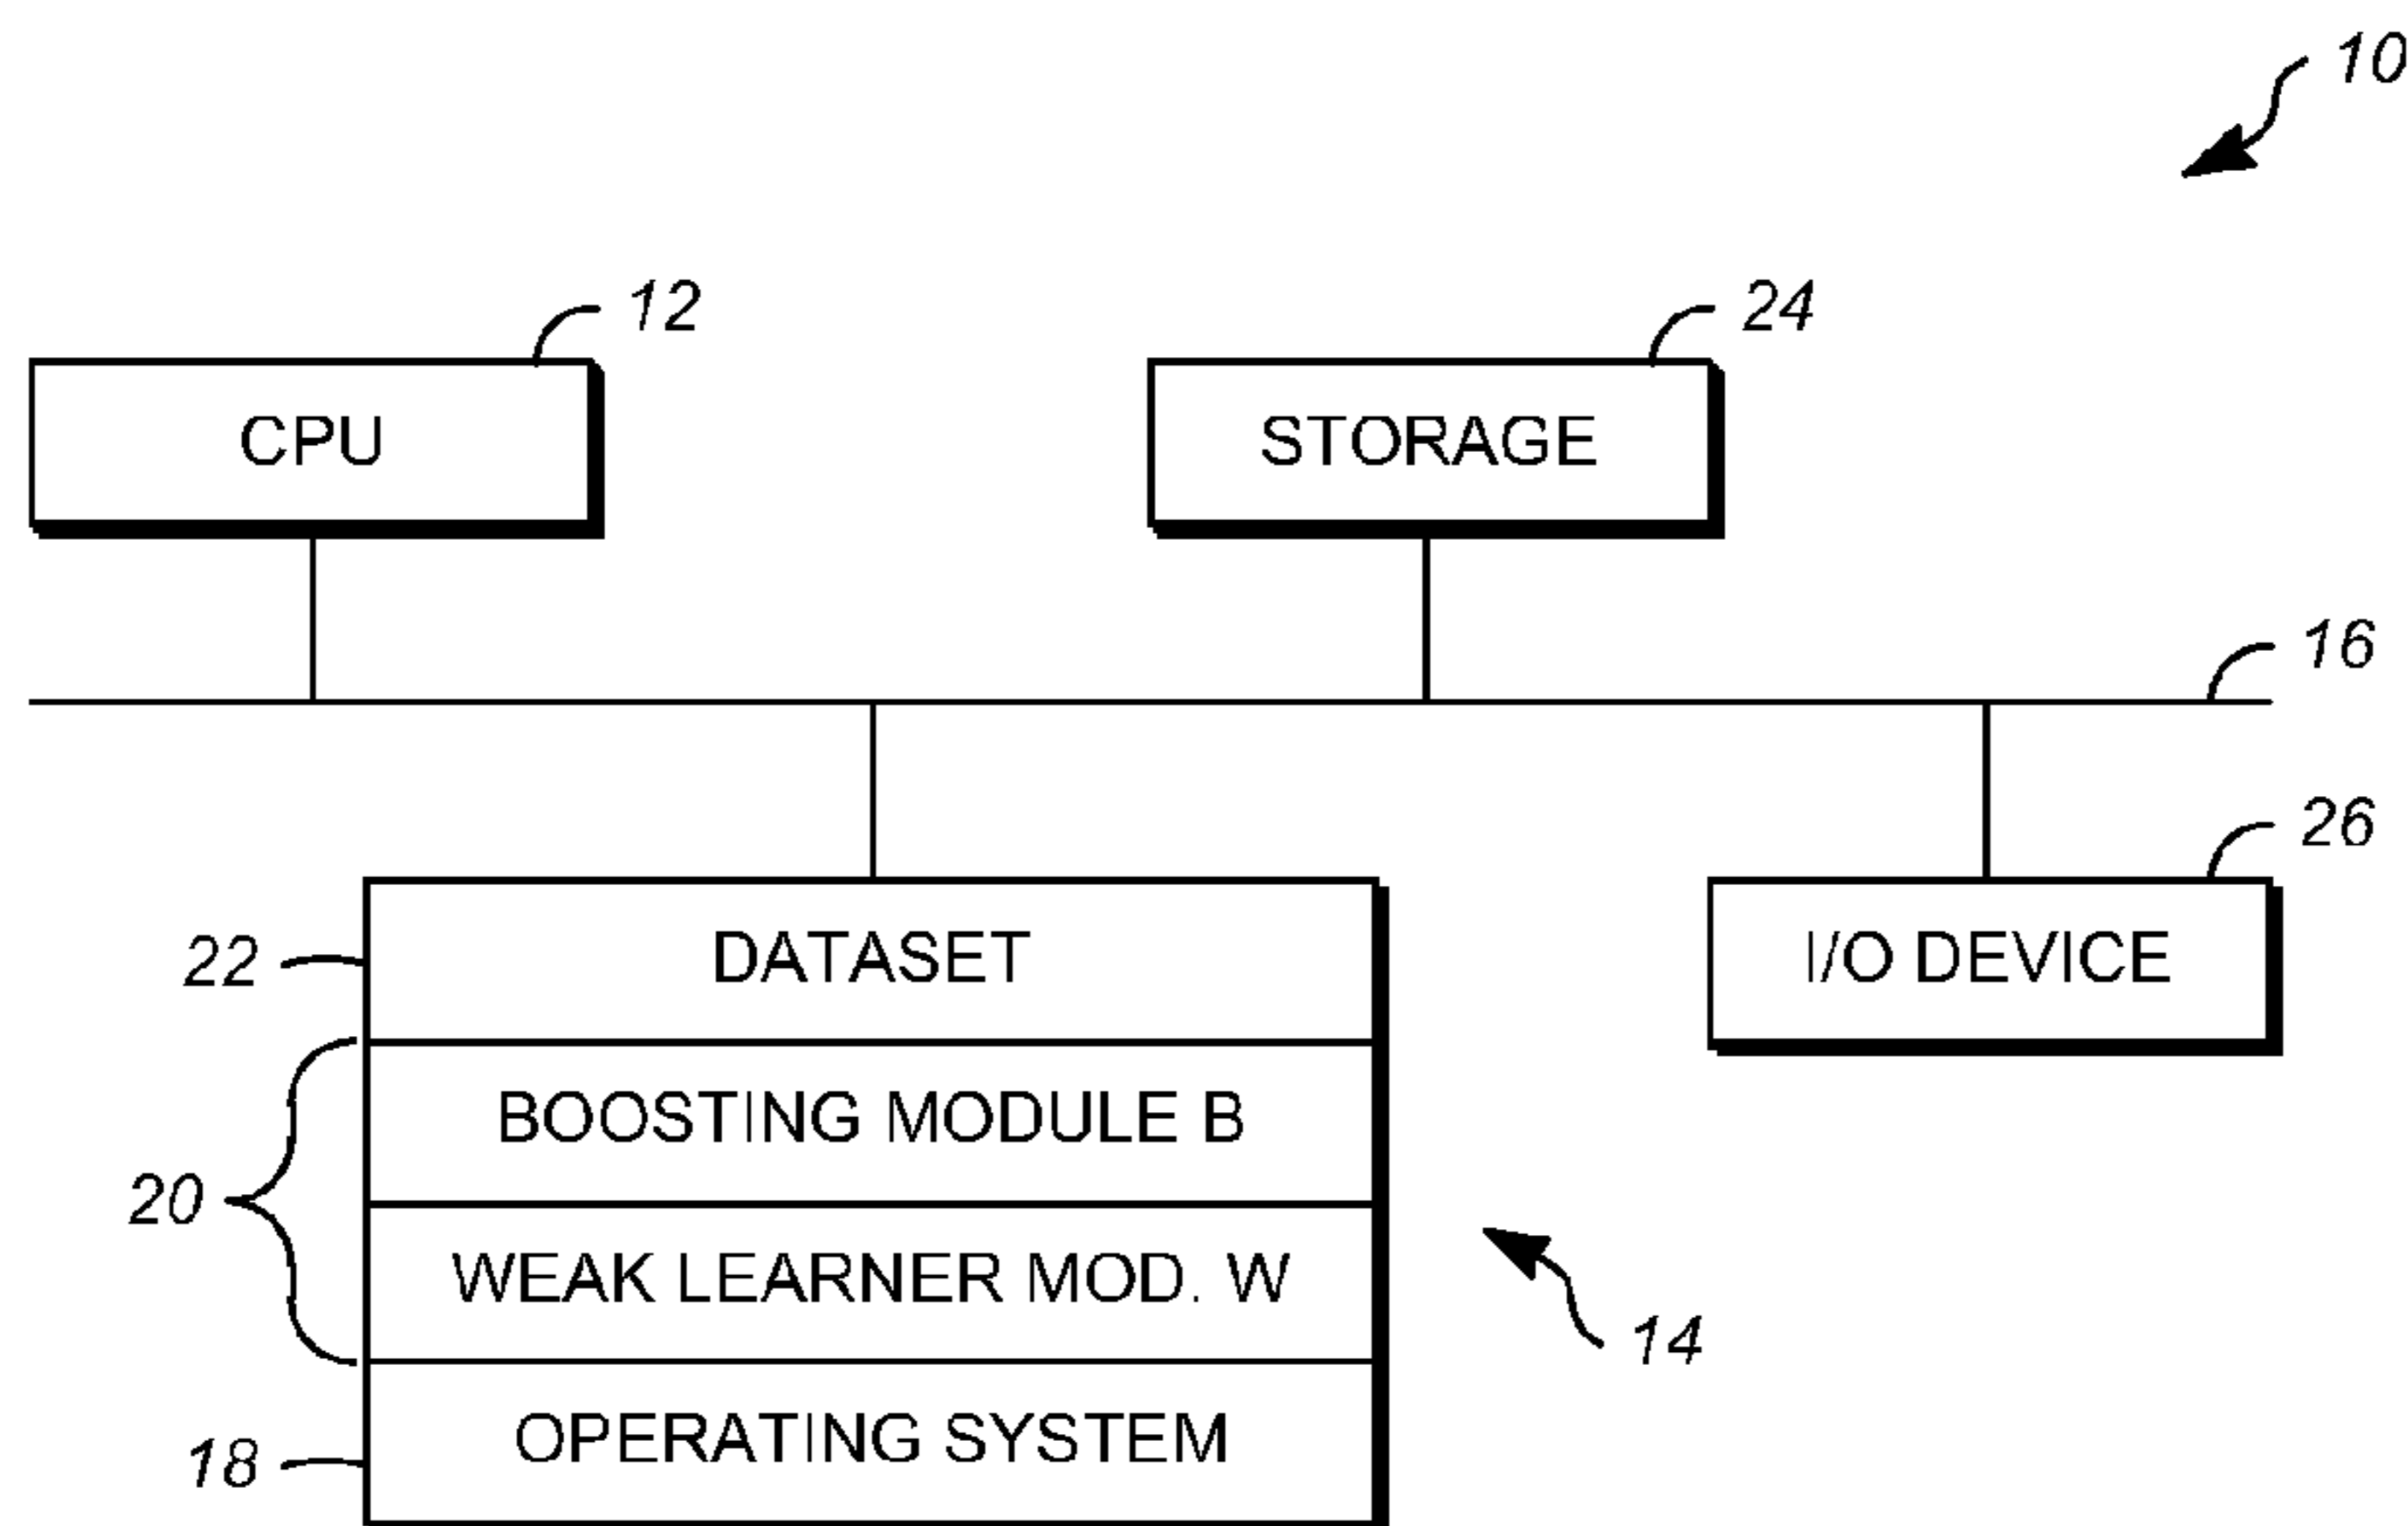 10
12
24
CPU
STORAGE
16
26
22
DATASET
I/O DEVICE
BOOSTING MODULE B
20
WEAK LEARNER MOD. W
14
18
OPERATING SYSTEM